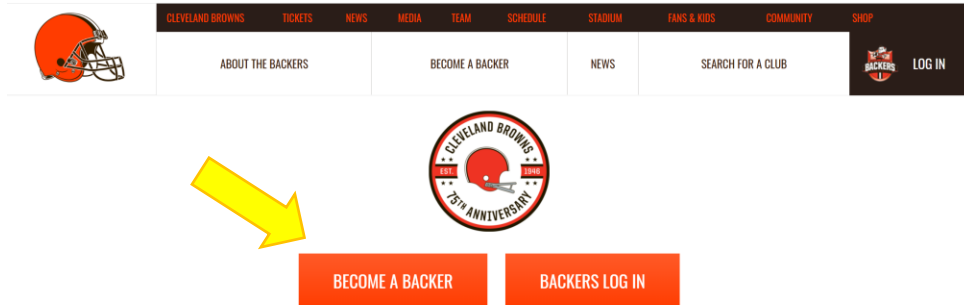 CLEVELAND BROWNS TICKETS NEWS MEDIA TEAM SCHEDULE STADIUM FANS & KIDS COMMUNITY SHOP
ABOUT THE BACKERS BECOME A BACKER NEWS SEARCH FOR A CLUB BACKERS LOG IN
CLEVELAND BROWNS
EST. 1946
75TH ANNIVERSARY
BECOME A BACKER BACKERS LOG IN